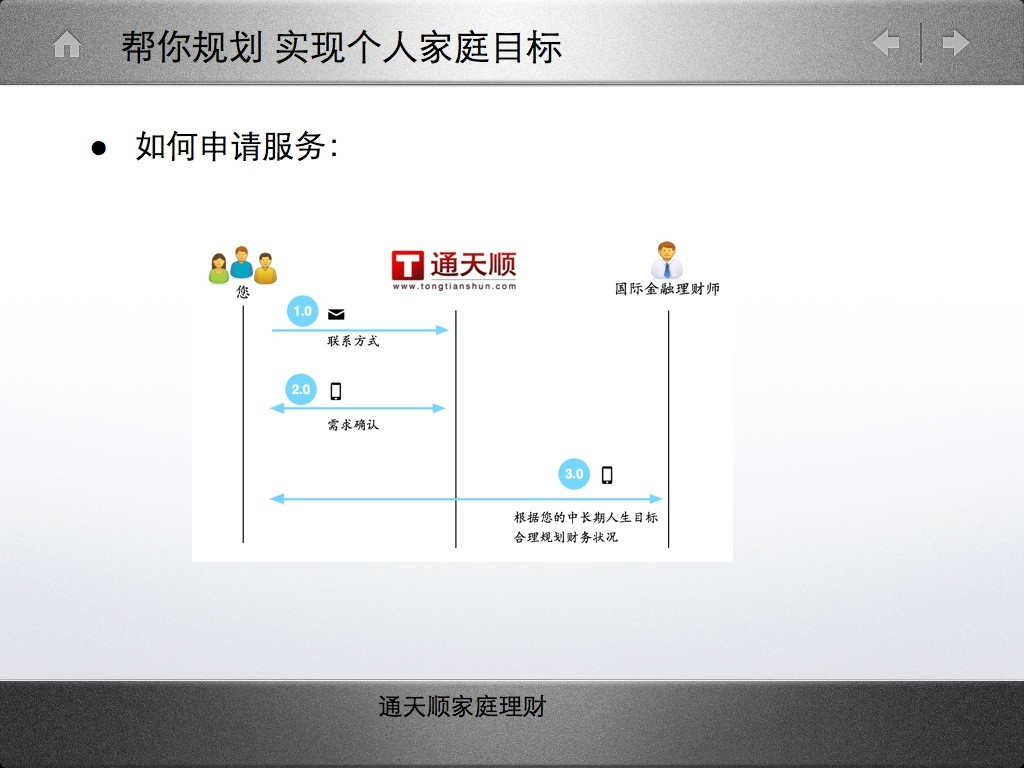 帮你规划 实现个人家庭目标
● 如何申请服务：
T 通天顺
www.tongtianshun.com
您
国际金融理财师
1.0
联系方式
2.0
需求确认
3.0
根据您的中长期人生目标
合理规划财务状况
通天顺家庭理财